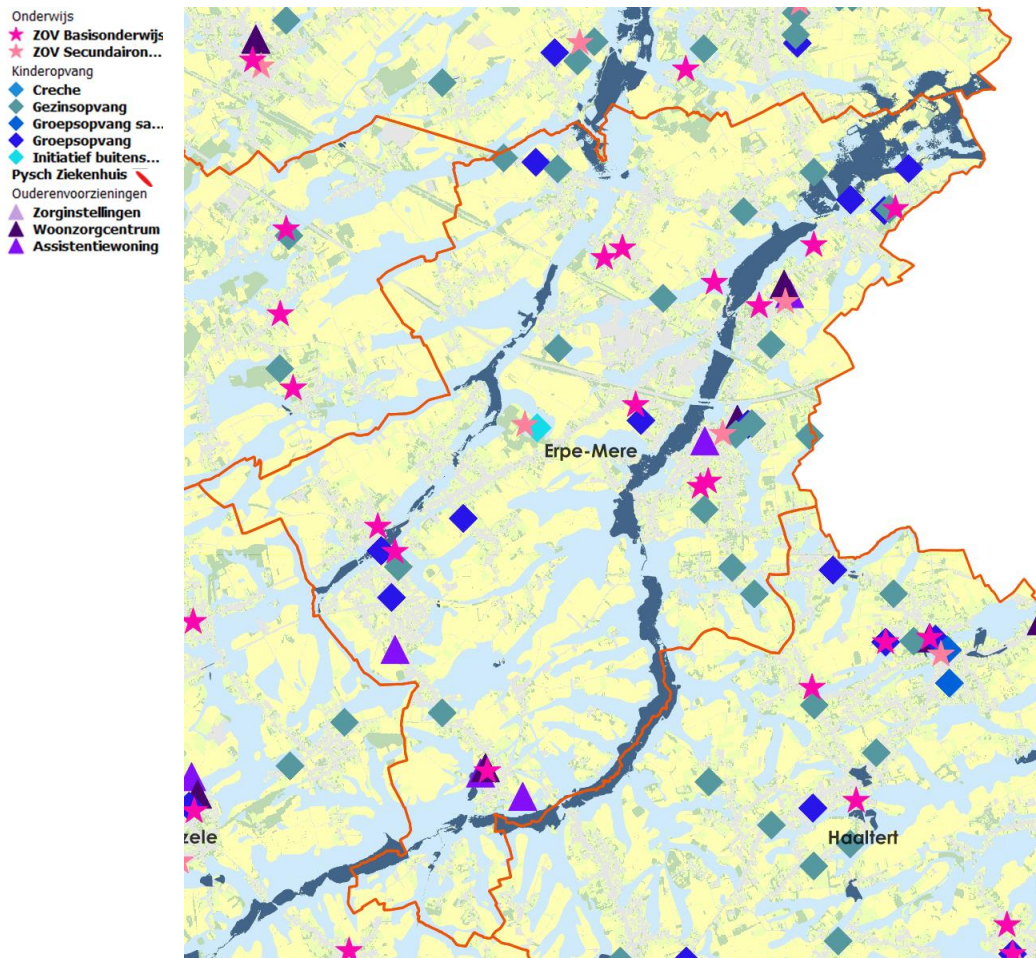 Onderwijs
ZOV Basisonderwijs
ZOV Secundairon...
Kinderopvang
Creche
Gezinsopvang
Groepsopvang sa...
Groepsopvang
Initiatief buitens...
Pysch Ziekenhuis
Ouderenvoorzieningen
Zorginstellingen
Woonzorgcentrum
Assistentiewoning
Erpe-Mere
zele
Haaltert